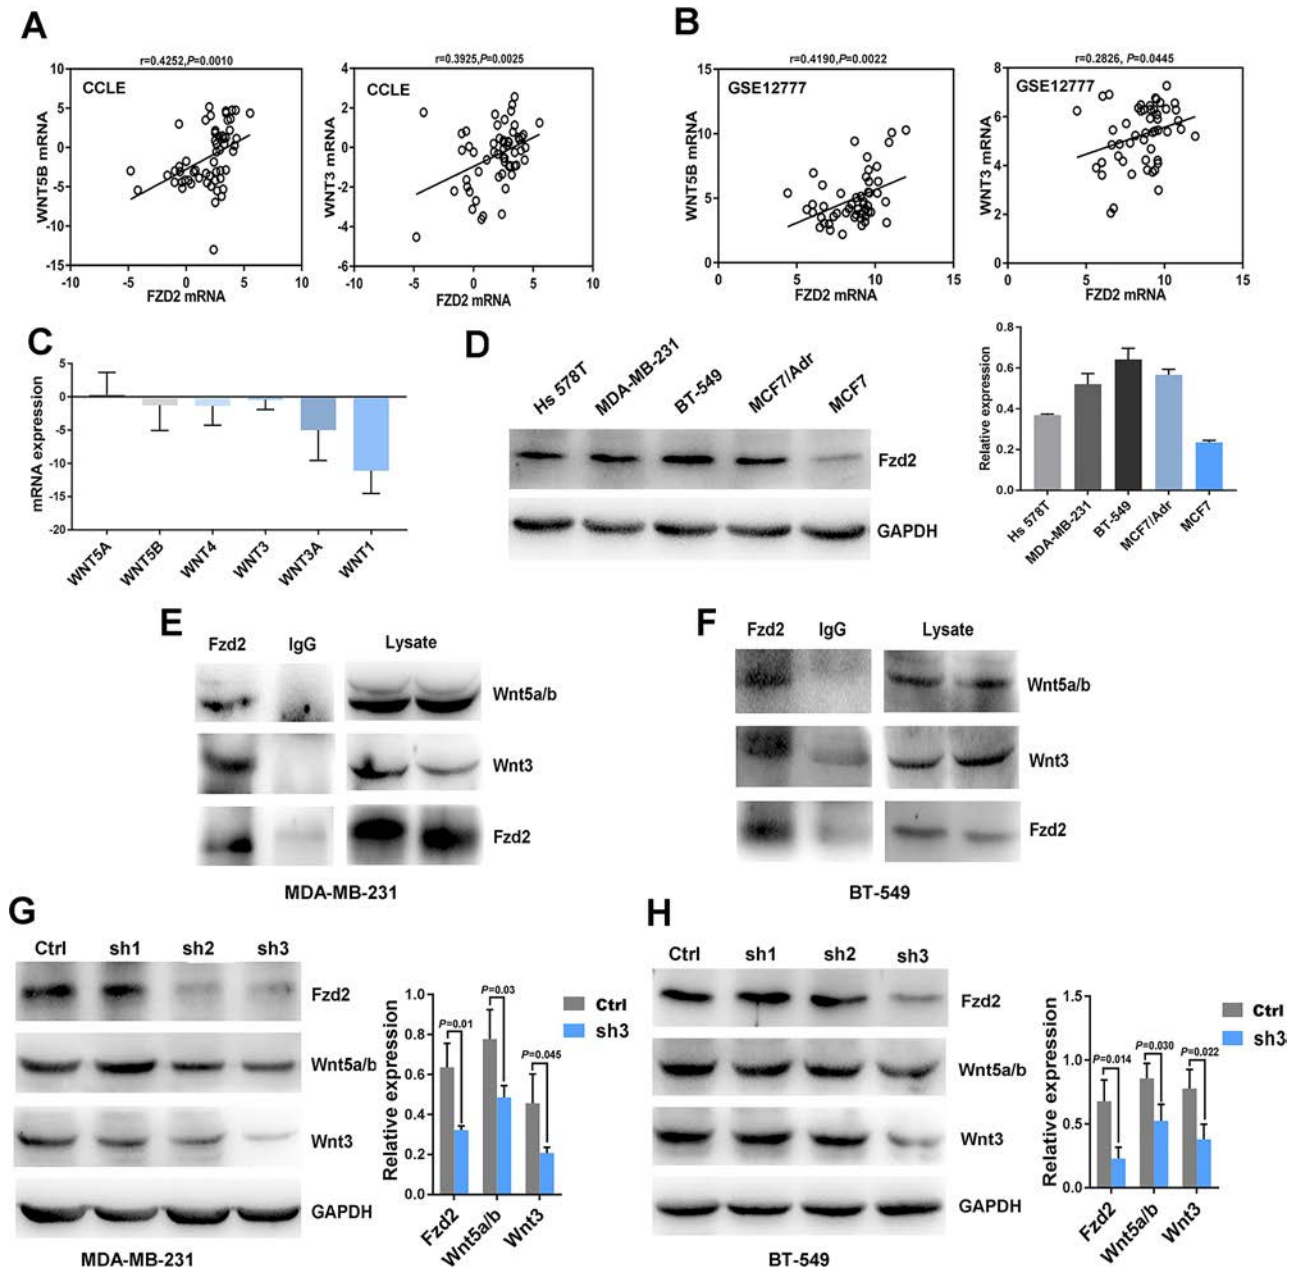 A
r=0.4252,P=0.0010
CCLE
WNT5B mRNA
10
5
0
-5
-10
-15
-10
-5
0
5
10
FZD2 mRNA
r=0.3925,P=0.0025
CCLE
WNT3 mRNA
4
2
0
-2
-4
-6
-10
-5
0
5
10
FZD2 mRNA
B
r=0.4190,P=0.0022
GSE12777
WNT5B mRNA
15
10
5
0
0
5
10
15
FZD2 mRNA
r=0.2826, P=0.0445
GSE12777
WNT3 mRNA
8
6
4
2
0
0
5
10
15
FZD2 mRNA
C
mRNA expression
5
0
-5
-10
-15
-20
WNT5A
WNT5B
WNT4
WNT3
WNT3A
WNT1
D
Hs 578T
MDA-MB-231
BT-549
MCF7/Adr
MCF7
Fzd2
GAPDH
Relative expression
0.8
0.6
0.4
0.2
0.0
Hs 578T
MDA-MB-231
BT-549
MCF7/Adr
MCF7
E
Fzd2 IgG Lysate
Wnt5a/b
Wnt3
Fzd2
MDA-MB-231
F
Fzd2 IgG Lysate
Wnt5a/b
Wnt3
Fzd2
BT-549
G
Ctrl sh1 sh2 sh3
Fzd2
Wnt5a/b
Wnt3
GAPDH
MDA-MB-231
Relative expression
1.0
0.8
0.6
0.4
0.2
0.0
P=0.01
P=0.03
P=0.045
Ctrl
sh3
Fzd2
Wnt5a/b
Wnt3
H
Ctrl sh1 sh2 sh3
Fzd2
Wnt5a/b
Wnt3
GAPDH
BT-549
Relative expression
1.5
1.0
0.5
0.0
P=0.014
P=0.030
P=0.022
Ctrl
sh3
Fzd2
Wnt5a/b
Wnt3